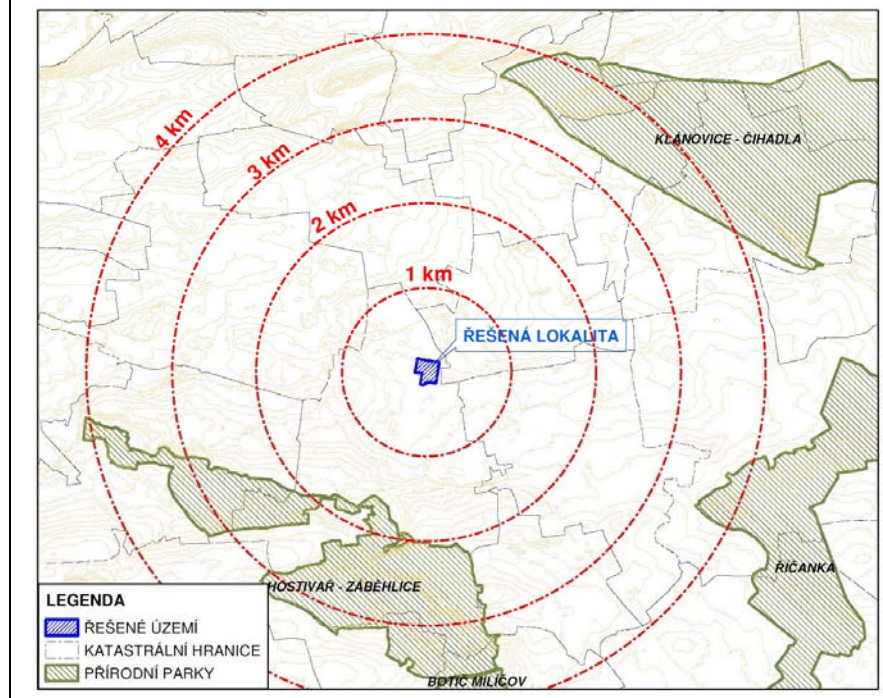 KLÁNOVICE - ČIHADLA
4 km
3 km
2 km
1 km
ŘEŠENÁ LOKALITA
ŘÍČANKA
HOSTIVAŘ - ZÁBĚHLICE
BOTIČ MILÍČOV
LEGENDA
ŘEŠENÉ ÚZEMÍ
KATASTRÁLNÍ HRANICE
PŘÍRODNÍ PARKY